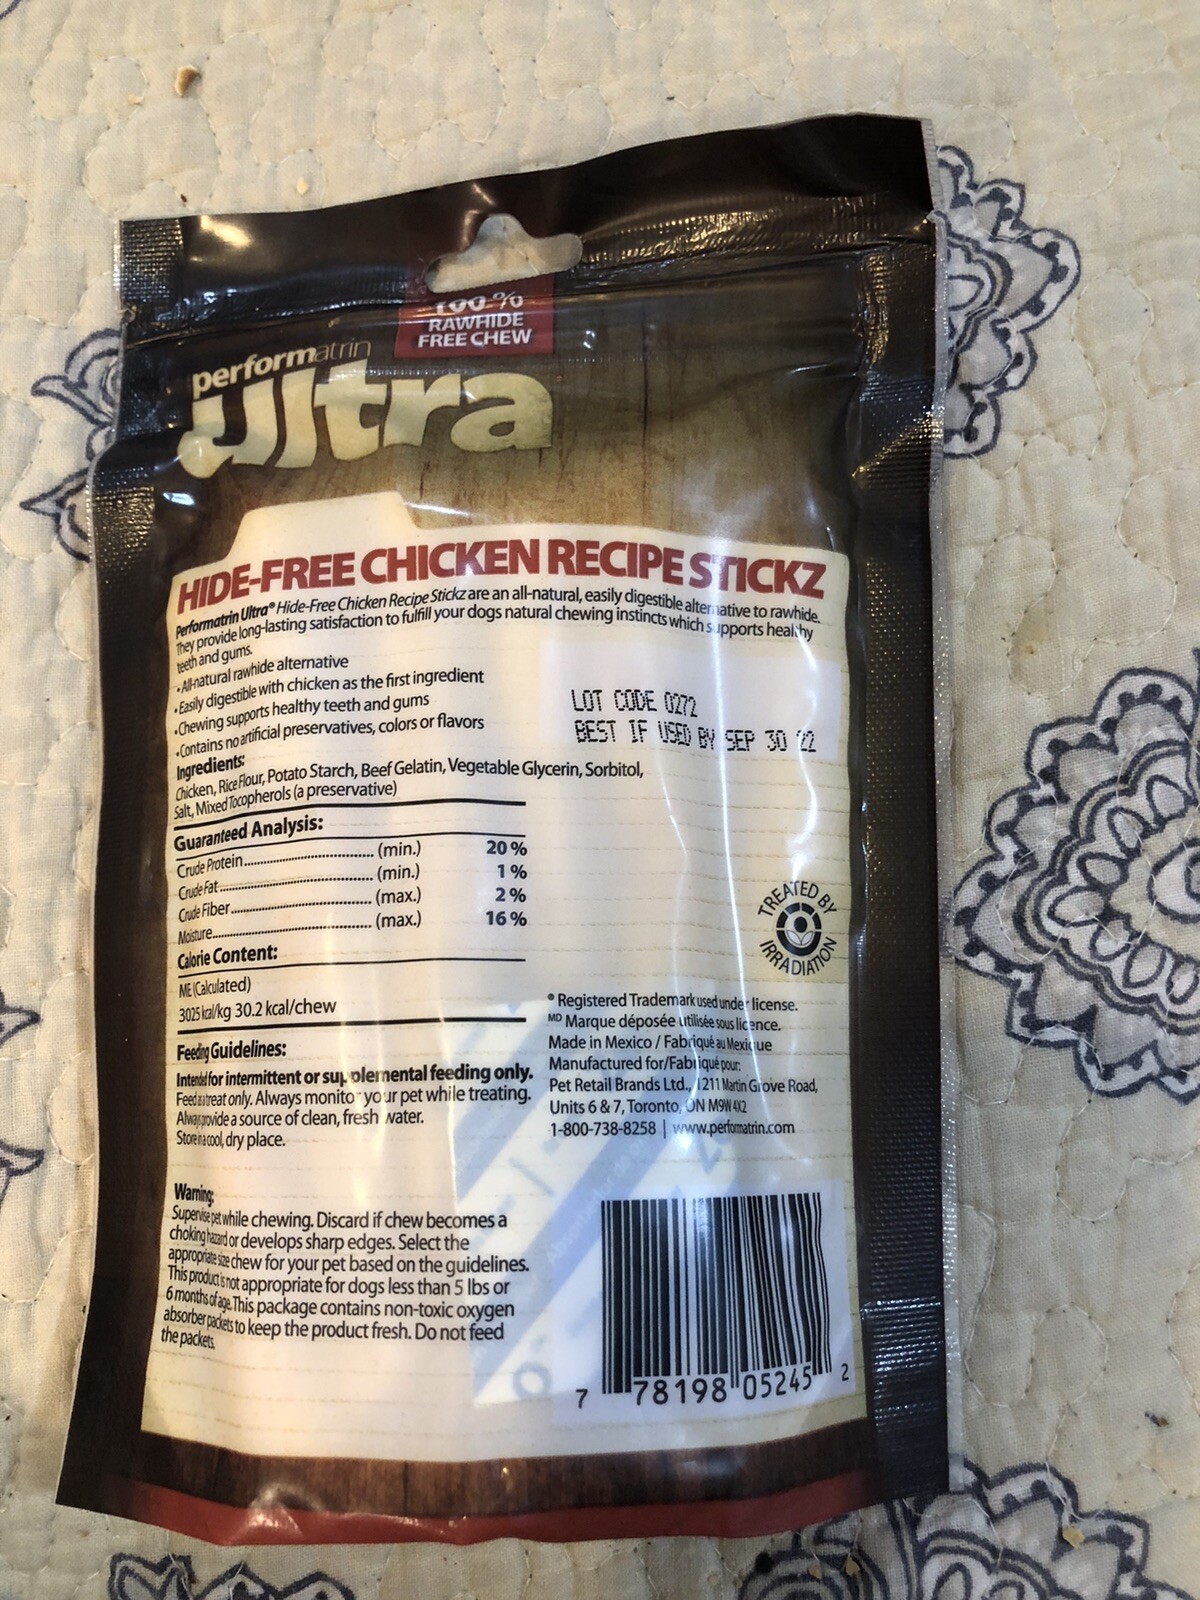 100%
RAWHIDE
FREE CHEW
performatrin
ultra
HIDE-FREE CHICKEN RECIPE STICKZ
Performatrin Ultra® Hide-Free Chicken Recipe Stickz are an all-natural, easily digestible alternative to rawhide.
They provide long-lasting satisfaction to fulfill your dogs natural chewing instincts which supports healthy
teeth and gums.
• All-natural rawhide alternative
• Easily digestible with chicken as the first ingredient
• Chewing supports healthy teeth and gums
• Contains no artificial preservatives, colors or flavors
LOT CODE 0272
BEST IF USED BY SEP 30 22
Ingredients:
Chicken, Rice Flour, Potato Starch, Beef Gelatin, Vegetable Glycerin, Sorbitol,
Salt, Mixed Tocopherols (a preservative)
Guaranteed Analysis:
Crude Protein ........................ (min.) 20 %
Crude Fat ........................ (min.) 1 %
Crude Fiber ........................ (max.) 2 %
Moisture ........................ (max.) 16 %
Calorie Content:
ME (Calculated)
3025 kcal/kg 30.2 kcal/chew
Feeding Guidelines:
Intended for intermittent or supplemental feeding only.
Feed as a treat only. Always monitor your pet while treating.
Always provide a source of clean, fresh water.
Store in a cool, dry place.
TREATED BY
IRRADIATION
® Registered Trademark used under license.
MD Marque déposée utilisée sous licence.
Made in Mexico / Fabriqué au Mexique
Manufactured for/Fabriqué pour:
Pet Retail Brands Ltd., 1211 Martin Grove Road,
Units 6 & 7, Toronto, ON M9W 4X2
1-800-738-8258 | www.performatrin.com
Warning:
Supervise pet while chewing. Discard if chew becomes a
choking hazard or develops sharp edges. Select the
appropriate size chew for your pet based on the guidelines.
This product is not appropriate for dogs less than 5 lbs or
6 months of age. This package contains non-toxic oxygen
absorber packets to keep the product fresh. Do not feed
the packets.
7 78198 05245 2